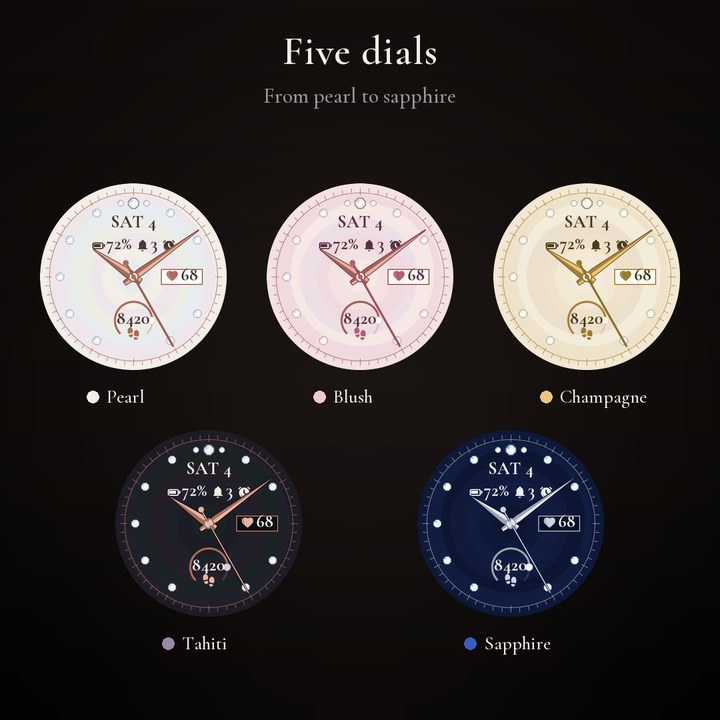 Five dials
From pearl to sapphire
SAT 4
72% 3
68
8420
Pearl
SAT 4
72% 3
68
8420
Blush
SAT 4
72% 3
68
8420
Champagne
SAT 4
72% 3
68
8420
Tahiti
SAT 4
72% 3
68
8420
Sapphire